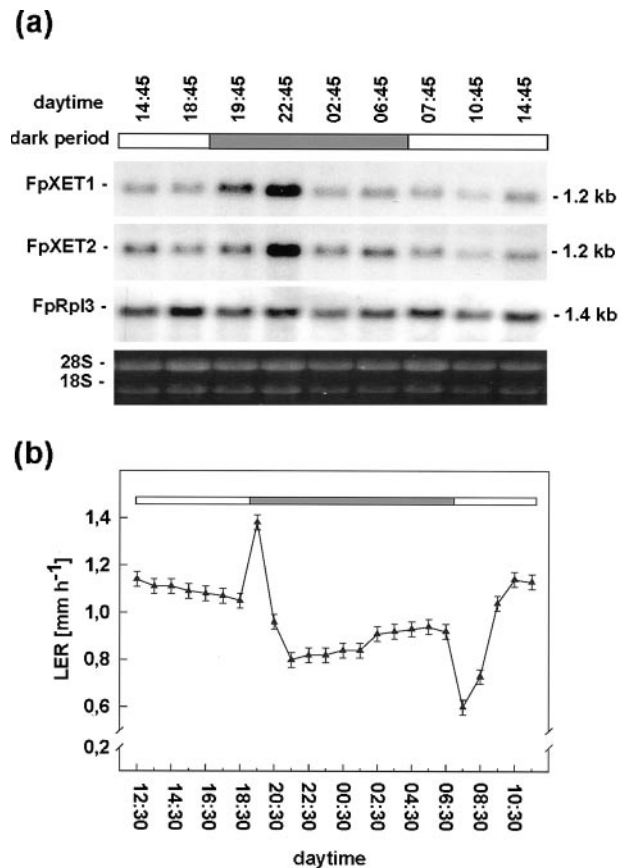 (a)
daytime 14:45 18:45 19:45 22:45 02:45 06:45 07:45 10:45 14:45
dark period
FpXET1 - - 1.2 kb
FpXET2 - - 1.2 kb
FpRpl3 - - 1.4 kb
28S -
18S -
(b)
1,4
1,2
1,0
0,8
0,6
0,2
LER [mm h-1]
12:30 14:30 16:30 18:30 20:30 22:30 00:30 02:30 04:30 06:30 08:30 10:30
daytime